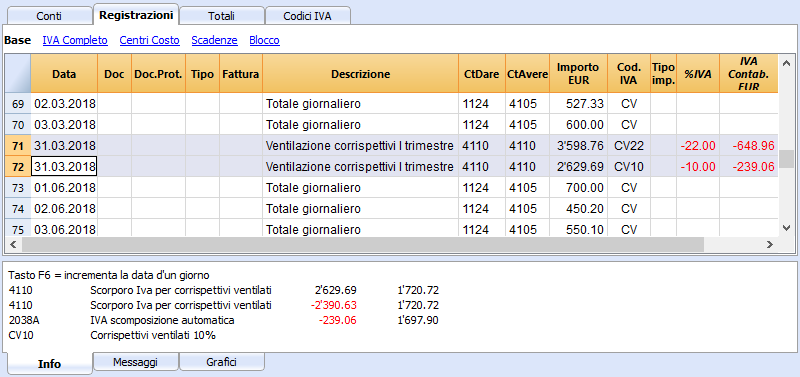 Conti Registrazioni Totali Codici IVA
Base IVA Completo Centri Costo Scadenze Blocco
Data Doc Doc.Prot. Tipo Fattura Descrizione CtDare CtAvere Importo EUR Cod. IVA Tipo imp. %IVA IVA Contab. EUR
69 02.03.2018 Totale giornaliero 1124 4105 527.33 CV
70 03.03.2018 Totale giornaliero 1124 4105 600.00 CV
71 31.03.2018 Ventilazione corrispettivi I trimestre 4110 4110 3'598.76 CV22 -22.00 -648.96
72 31.03.2018 Ventilazione corrispettivi I trimestre 4110 4110 2'629.69 CV10 -10.00 -239.06
73 01.06.2018 Totale giornaliero 1124 4105 700.00 CV
74 02.06.2018 Totale giornaliero 1124 4105 450.20 CV
75 03.06.2018 Totale giornaliero 1124 4105 550.10 CV
Tasto F6 = incrementa la data d'un giorno
4110 Scorporo Iva per corrispettivi ventilati 2'629.69 1'720.72
4110 Scorporo Iva per corrispettivi ventilati -2'390.63 1'720.72
2038A IVA scomposizione automatica -239.06 1'697.90
CV10 Corrispettivi ventilati 10%
Info Messaggi Grafici